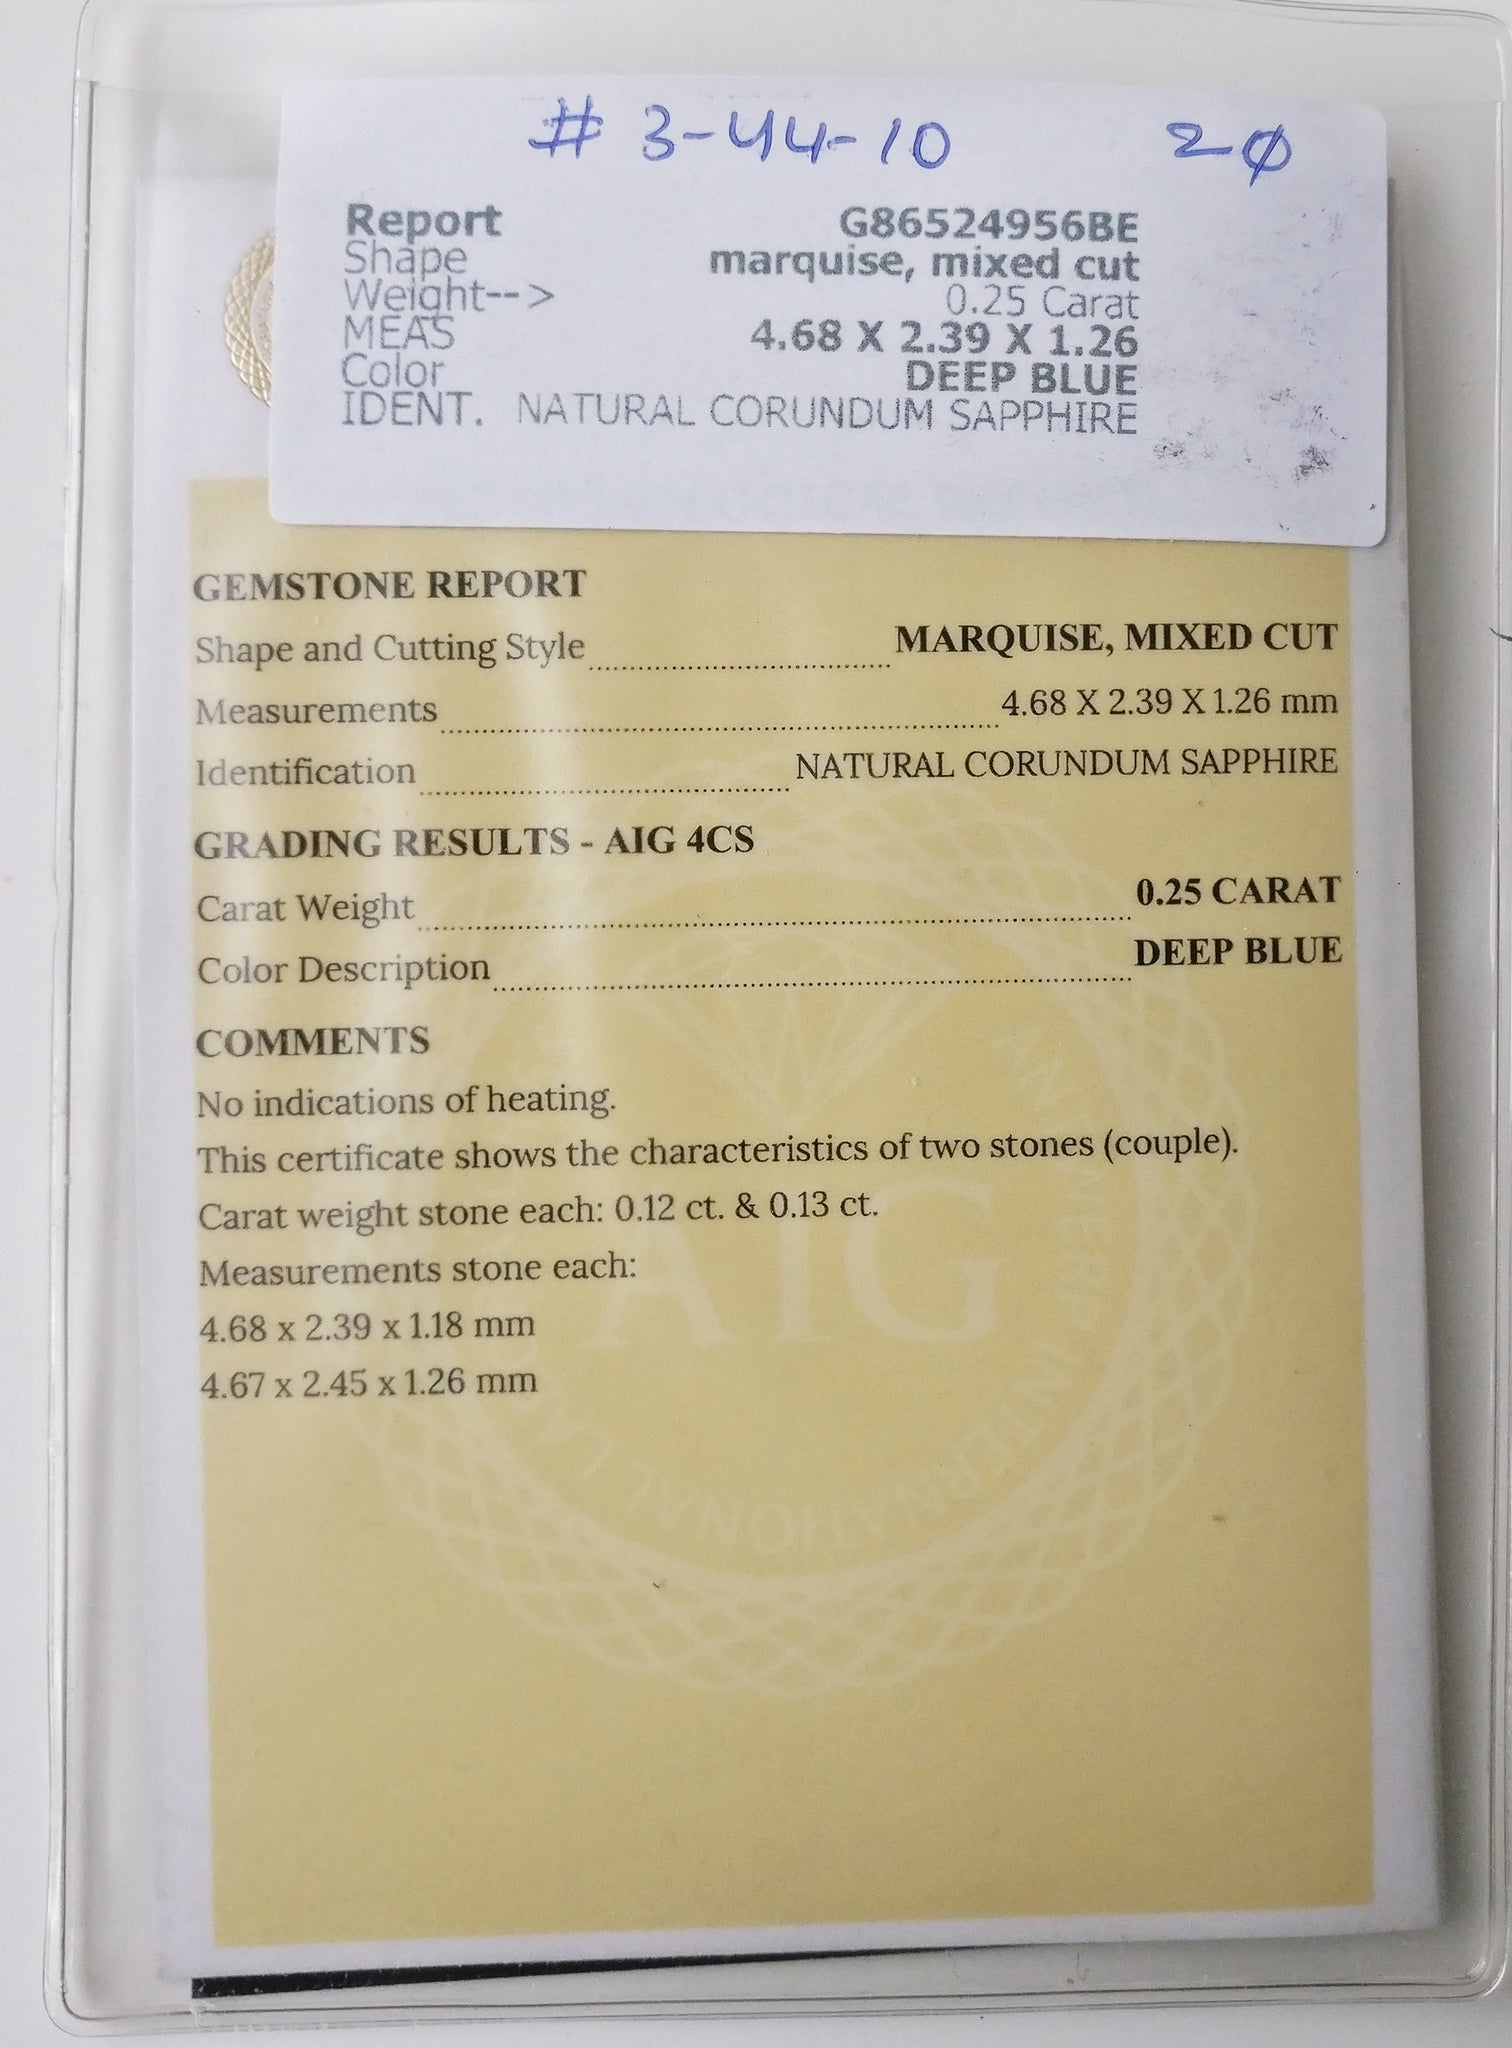 # 3-44-10 20
Report G86524956BE
Shape marquise, mixed cut
Weight--> 0.25 Carat
MEAS 4.68 X 2.39 X 1.26
Color DEEP BLUE
IDENT. NATURAL CORUNDUM SAPPHIRE
GEMSTONE REPORT
Shape and Cutting Style MARQUISE, MIXED CUT
Measurements 4.68 X 2.39 X 1.26 mm
Identification NATURAL CORUNDUM SAPPHIRE
GRADING RESULTS - AIG 4CS
Carat Weight 0.25 CARAT
Color Description DEEP BLUE
COMMENTS
No indications of heating.
This certificate shows the characteristics of two stones (couple).
Carat weight stone each: 0.12 ct. & 0.13 ct.
Measurements stone each:
4.68 x 2.39 x 1.18 mm
4.67 x 2.45 x 1.26 mm
AIG